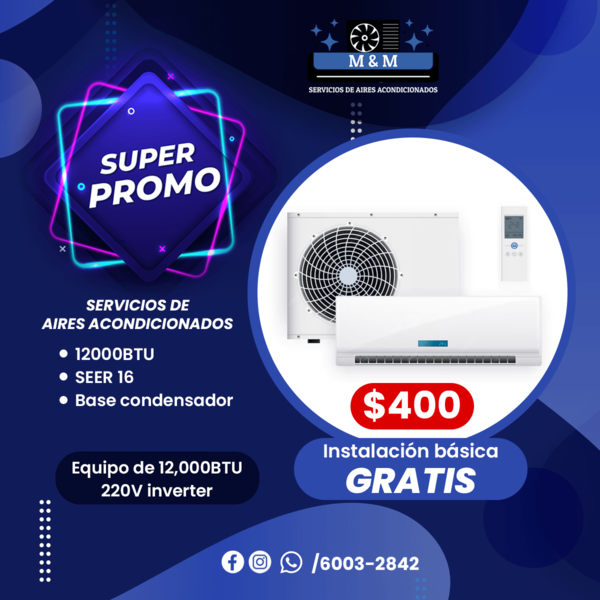 M & M
SERVICIOS DE AIRES ACONDICIONADOS
SUPER
PROMO
SERVICIOS DE
AIRES ACONDICIONADOS
12000BTU
SEER 16
Base condensador
$400
Instalación básica
GRATIS
Equipo de 12,000BTU
220V inverter
/6003-2842